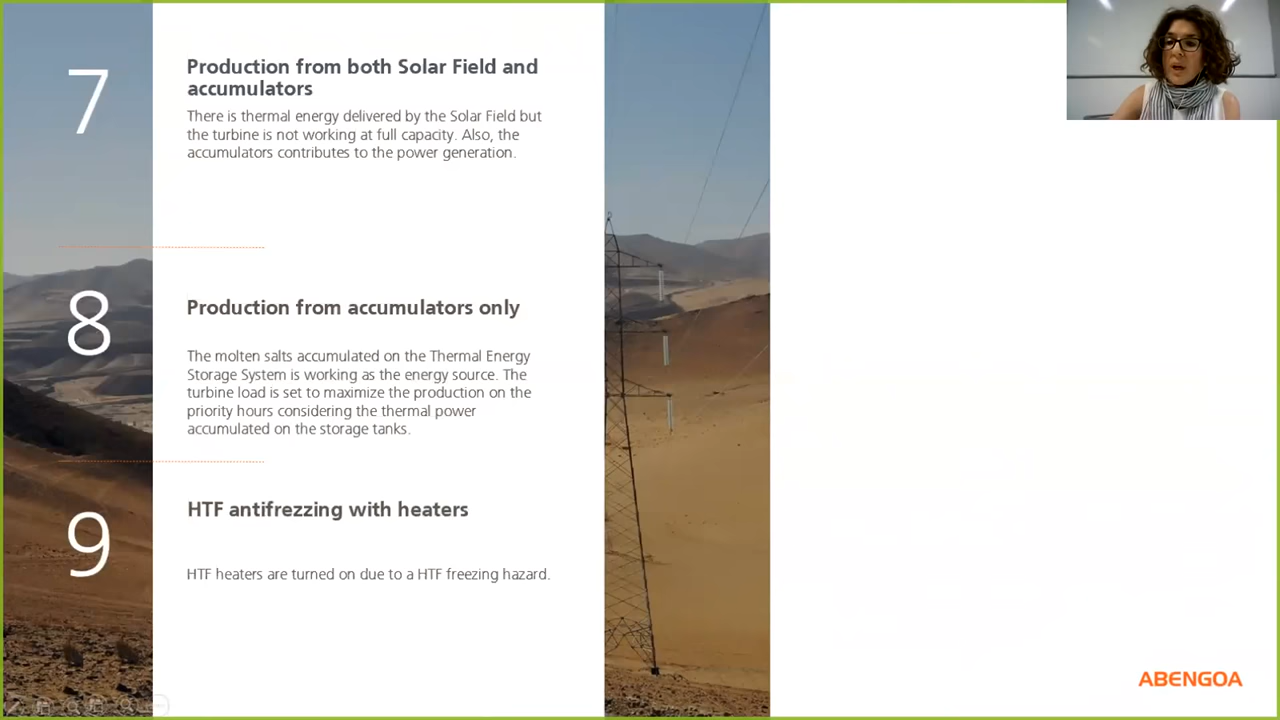 7
Production from both Solar Field and
accumulators
There is thermal energy delivered by the Solar Field but
the turbine is not working at full capacity. Also, the
accumulators contributes to the power generation.
8
Production from accumulators only
The molten salts accumulated on the Thermal Energy
Storage System is working as the energy source. The
turbine load is set to maximize the production on the
priority hours considering the thermal power
accumulated on the storage tanks.
9
HTF antifrezzing with heaters
HTF heaters are turned on due to a HTF freezing hazard.
ABENGOA